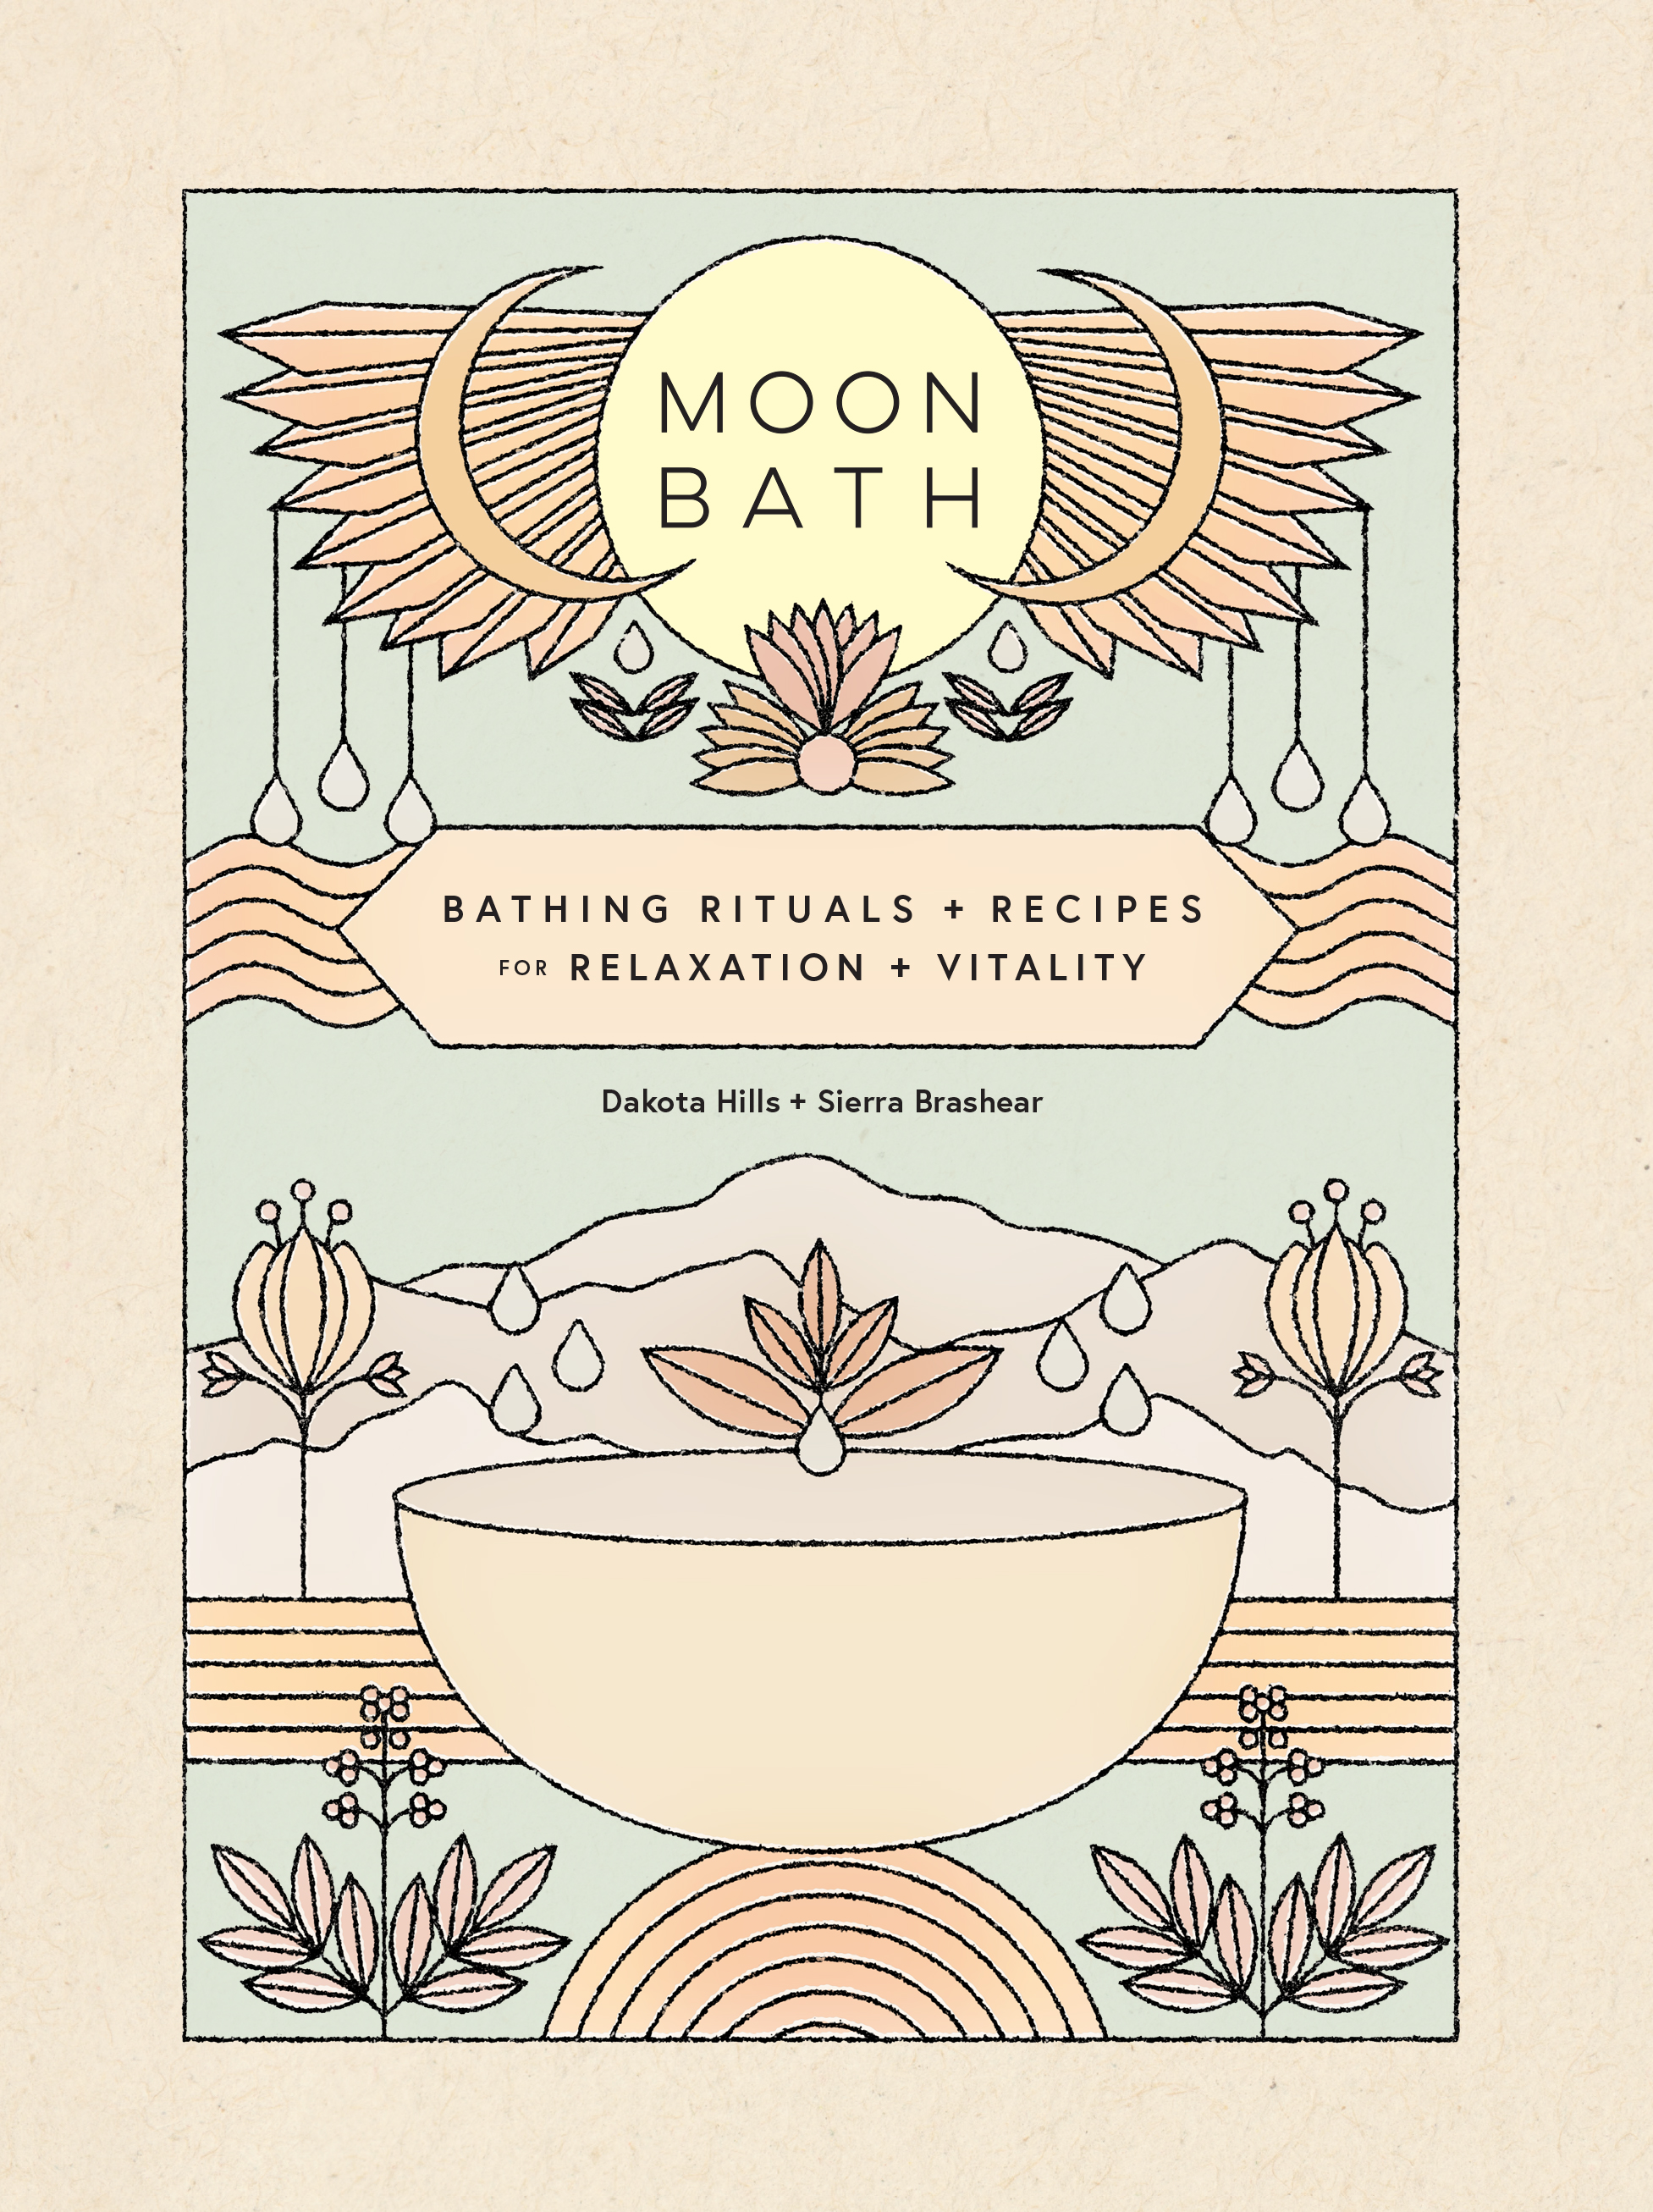 MOON
BATH
BATHING RITUALS + RECIPES
FOR RELAXATION + VITALITY
Dakota Hills + Sierra Brashear